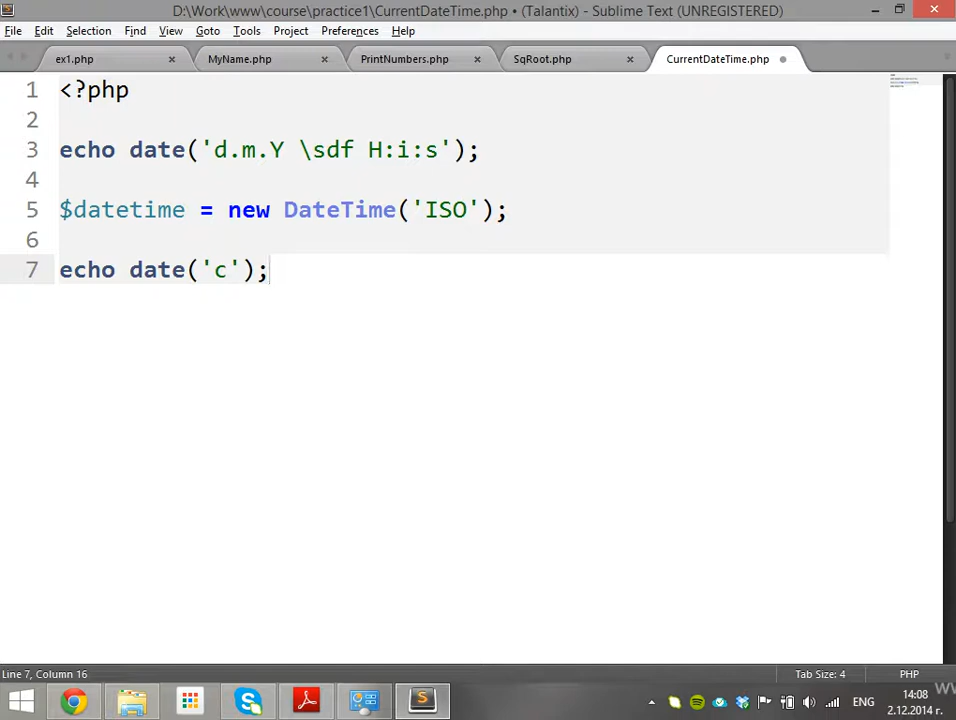 D:\Work\www\course\practice1\CurrentDateTime.php • (Talantix) - Sublime Text (UNREGISTERED)
File Edit Selection Find View Goto Tools Project Preferences Help
ex1.php MyName.php PrintNumbers.php SqRoot.php CurrentDateTime.php
1 <?php
2
3 echo date('d.m.Y \sdf H:i:s');
4
5 $datetime = new DateTime('ISO');
6
7 echo date('c');
Line 7, Column 16 Tab Size: 4 PHP
ENG 14:08
2.12.2014 г.